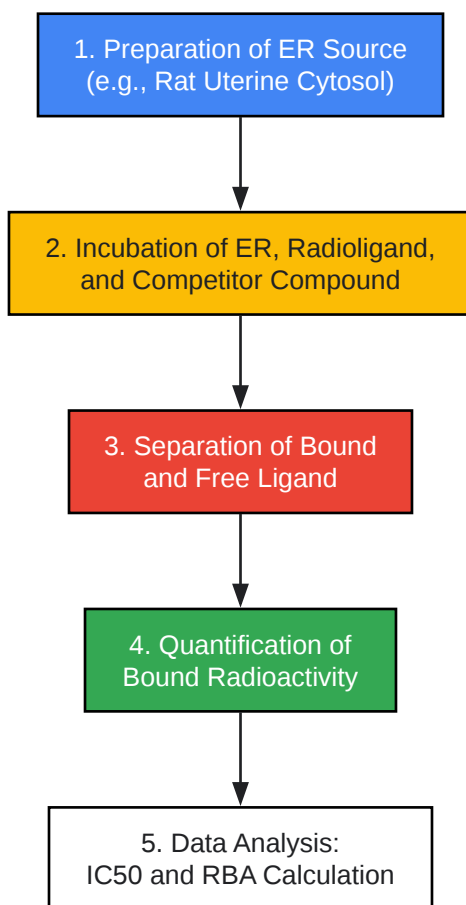 1. Preparation of ER Source
(e.g., Rat Uterine Cytosol)
2. Incubation of ER, Radioligand,
and Competitor Compound
3. Separation of Bound
and Free Ligand
4. Quantification of
Bound Radioactivity
5. Data Analysis:
IC50 and RBA Calculation